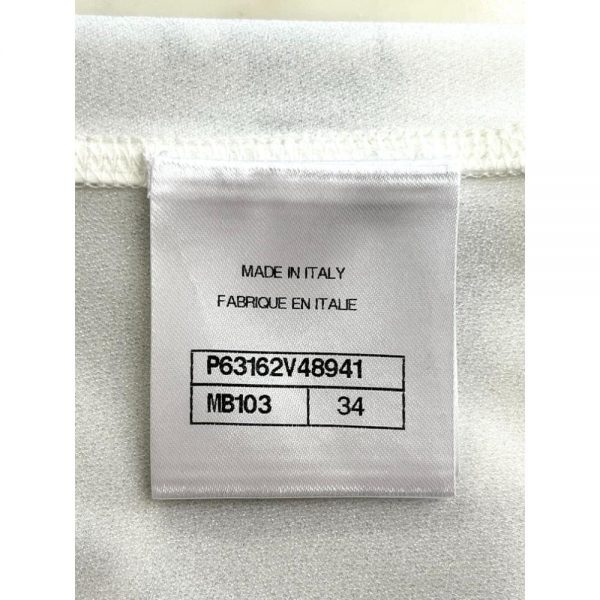 MADE IN ITALY
FABRIQUE EN ITALIE
P63162V48941
MB103 34